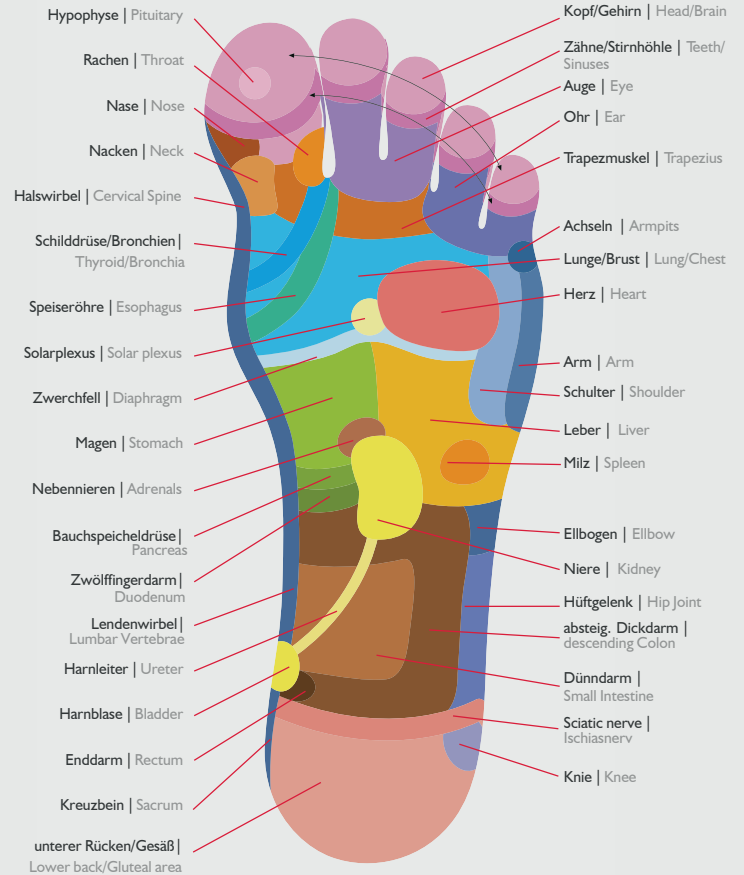 Hypophyse | Pituitary
Rachen | Throat
Nase | Nose
Nacken | Neck
Halswirbel | Cervical Spine
Schilddrüse/Bronchien|
Thyroid/Bronchia
Speiseröhre | Esophagus
Solarplexus | Solar plexus
Zwerchfell | Diaphragm
Magen | Stomach
Nebennieren | Adrenals
Bauchspeicheldrüse|
Pancreas
Zwölffingerdarm|
Duodenum
Lendenwirbel|
Lumbar Vertebrae
Harnleiter | Ureter
Harnblase | Bladder
Enddarm | Rectum
Kreuzbein | Sacrum
unterer Rücken/Gesäß|
Lower back/Gluteal area
Kopf/Gehirn | Head/Brain
Zähne/Stirnhöhle | Teeth/
Sinuses
Auge | Eye
Ohr | Ear
Trapezmuskel | Trapezius
Achseln | Armpits
Lunge/Brust | Lung/Chest
Herz | Heart
Arm | Arm
Schulter | Shoulder
Leber | Liver
Milz | Spleen
Ellbogen | Ellbow
Niere | Kidney
Hüftgelenk | Hip Joint
absteig. Dickdarm |
descending Colon
Dünndarm |
Small Intestine
Sciatic nerve |
Ischiasnerv
Knie | Knee